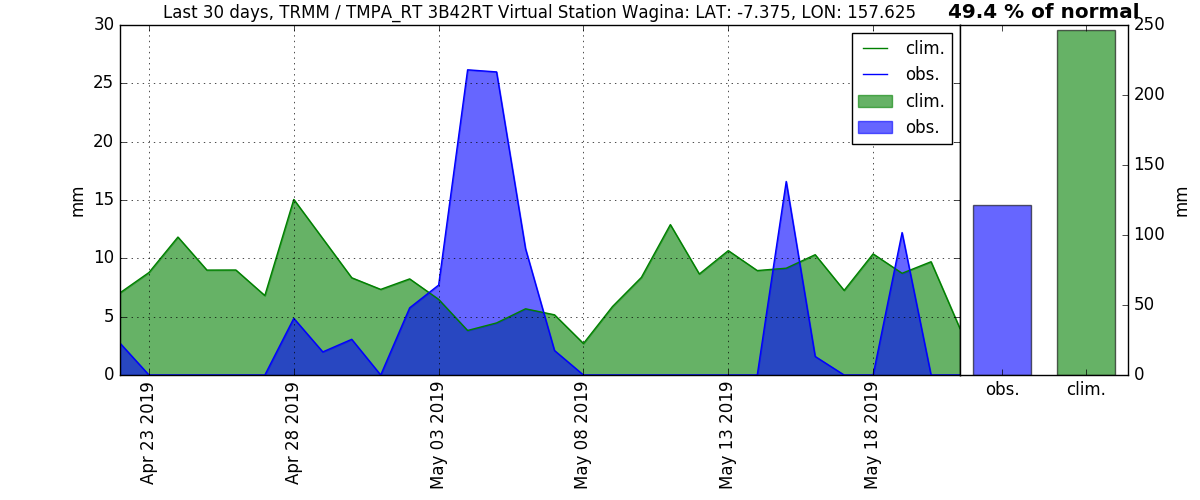 Last 30 days, TRMM / TMPA_RT 3B42RT Virtual Station Wagina: LAT: -7.375, LON: 157.625
49.4 % of normal
30
25
20
15
10
5
0
mm
clim.
obs.
clim.
obs.
Apr 23 2019
Apr 28 2019
May 03 2019
May 08 2019
May 13 2019
May 18 2019
250
200
150
100
50
0
mm
obs.
clim.